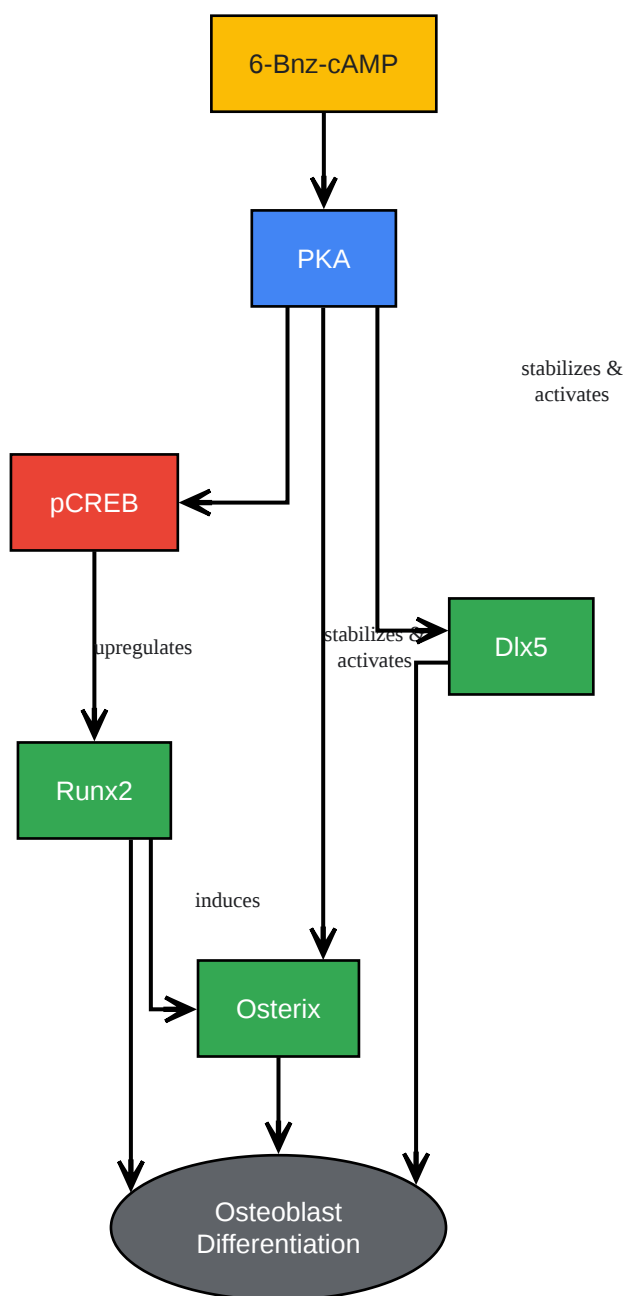 6-Bnz-cAMP
PKA
stabilizes &
activates
pCREB
upregulates
stabilizes &
activates
Dlx5
Runx2
induces
Osterix
Osteoblast
Differentiation